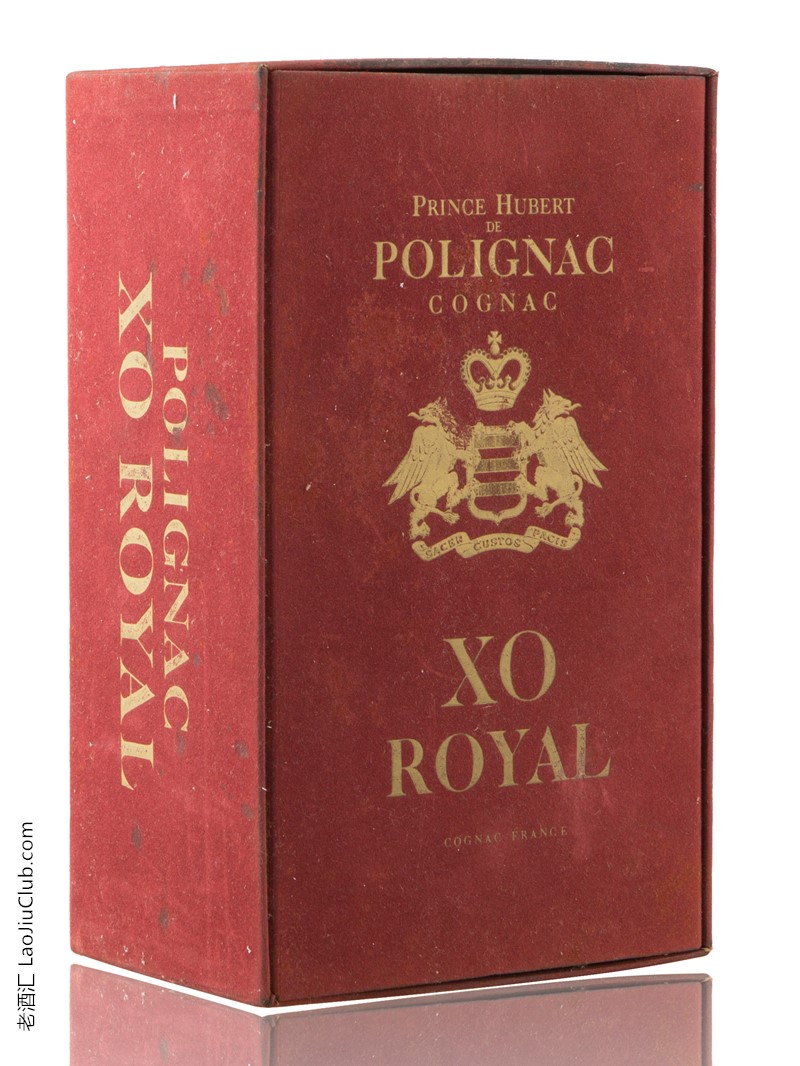 PRINCE HUBERT
DE
POLIGNAC
COGNAC
SACER CUSTOS PACIS
XO
ROYAL
COGNAC FRANCE
POLIGNAC
XO ROYAL
老酒汇 LaoJiuClub.com